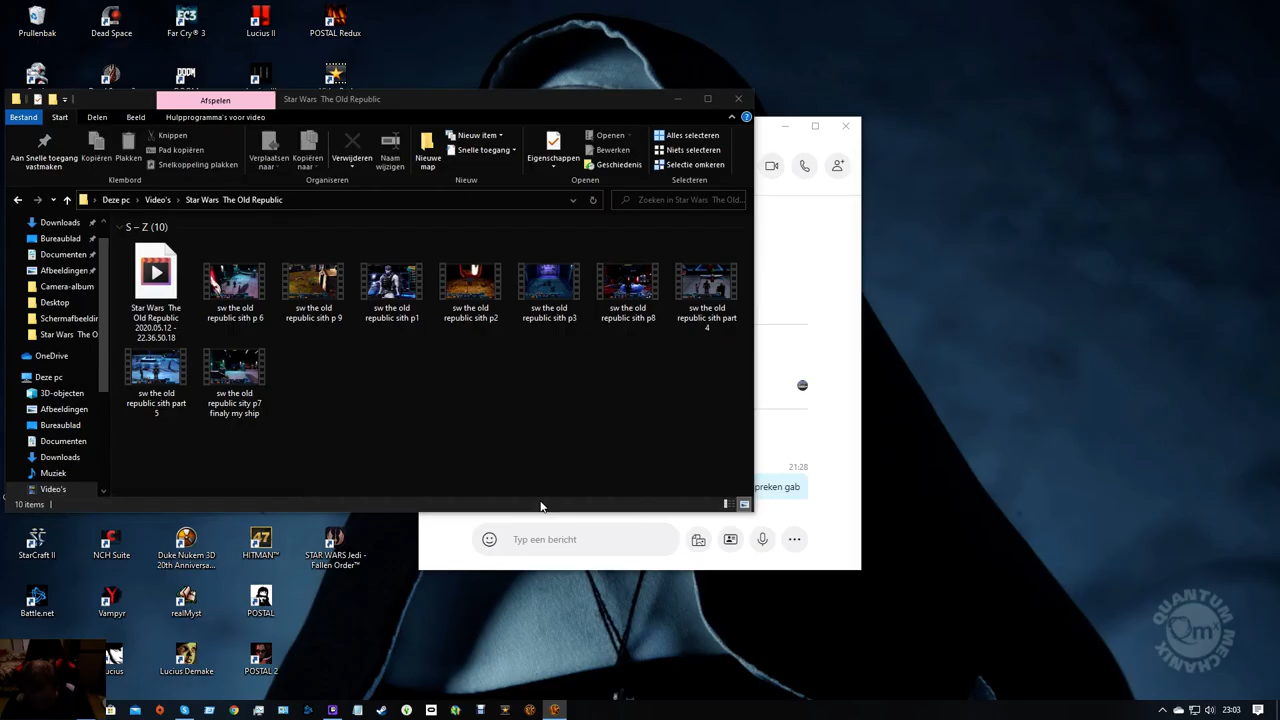 Prullenbak
Dead Space
Far Cry® 3
Lucius II
POSTAL Redux
Afspelen
Star Wars The Old Republic
Bestand
Start
Delen
Beeld
Hulpprogramma's voor video
Aan Snelle toegang vastmaken
Kopiëren
Plakken
Knippen
Pad kopiëren
Snelkoppeling plakken
Klembord
Verplaatsen naar
Kopiëren naar
Verwijderen
Naam wijzigen
Organiseren
Nieuwe map
Nieuw item
Snelle toegang
Nieuw
Eigenschappen
Openen
Bewerken
Geschiedenis
Openen
Alles selecteren
Niets selecteren
Selectie omkeren
Selecteren
Deze pc > Video's > Star Wars The Old Republic
Zoeken in Star Wars The Old...
Downloads
Bureaublad
Documenten
Afbeeldingen
Camera-album
Desktop
Schermafbeeldin
Star Wars The O
OneDrive
Deze pc
3D-objecten
Afbeeldingen
Bureaublad
Documenten
Downloads
Muziek
Video's
S – Z (10)
Star Wars The
Old Republic
2020.05.12 -
22.36.50.18
sw the old
republic sith p 6
sw the old
republic sith p 9
sw the old
republic sith p1
sw the old
republic sith p2
sw the old
republic sith p3
sw the old
republic sith p8
sw the old
republic sith part
4
sw the old
republic sith part
5
sw the old
republic sity p7
finaly my ship
10 items
21:28
preken gab
Typ een bericht
StarCraft II
NCH Suite
Duke Nukem 3D
20th Anniversa...
HITMAN™
STAR WARS Jedi -
Fallen Order™
Battle.net
Vampyr
realMyst
POSTAL
ucius
Lucius Demake
POSTAL 2
QUANTUM
Qm
MECHANIX
23:03